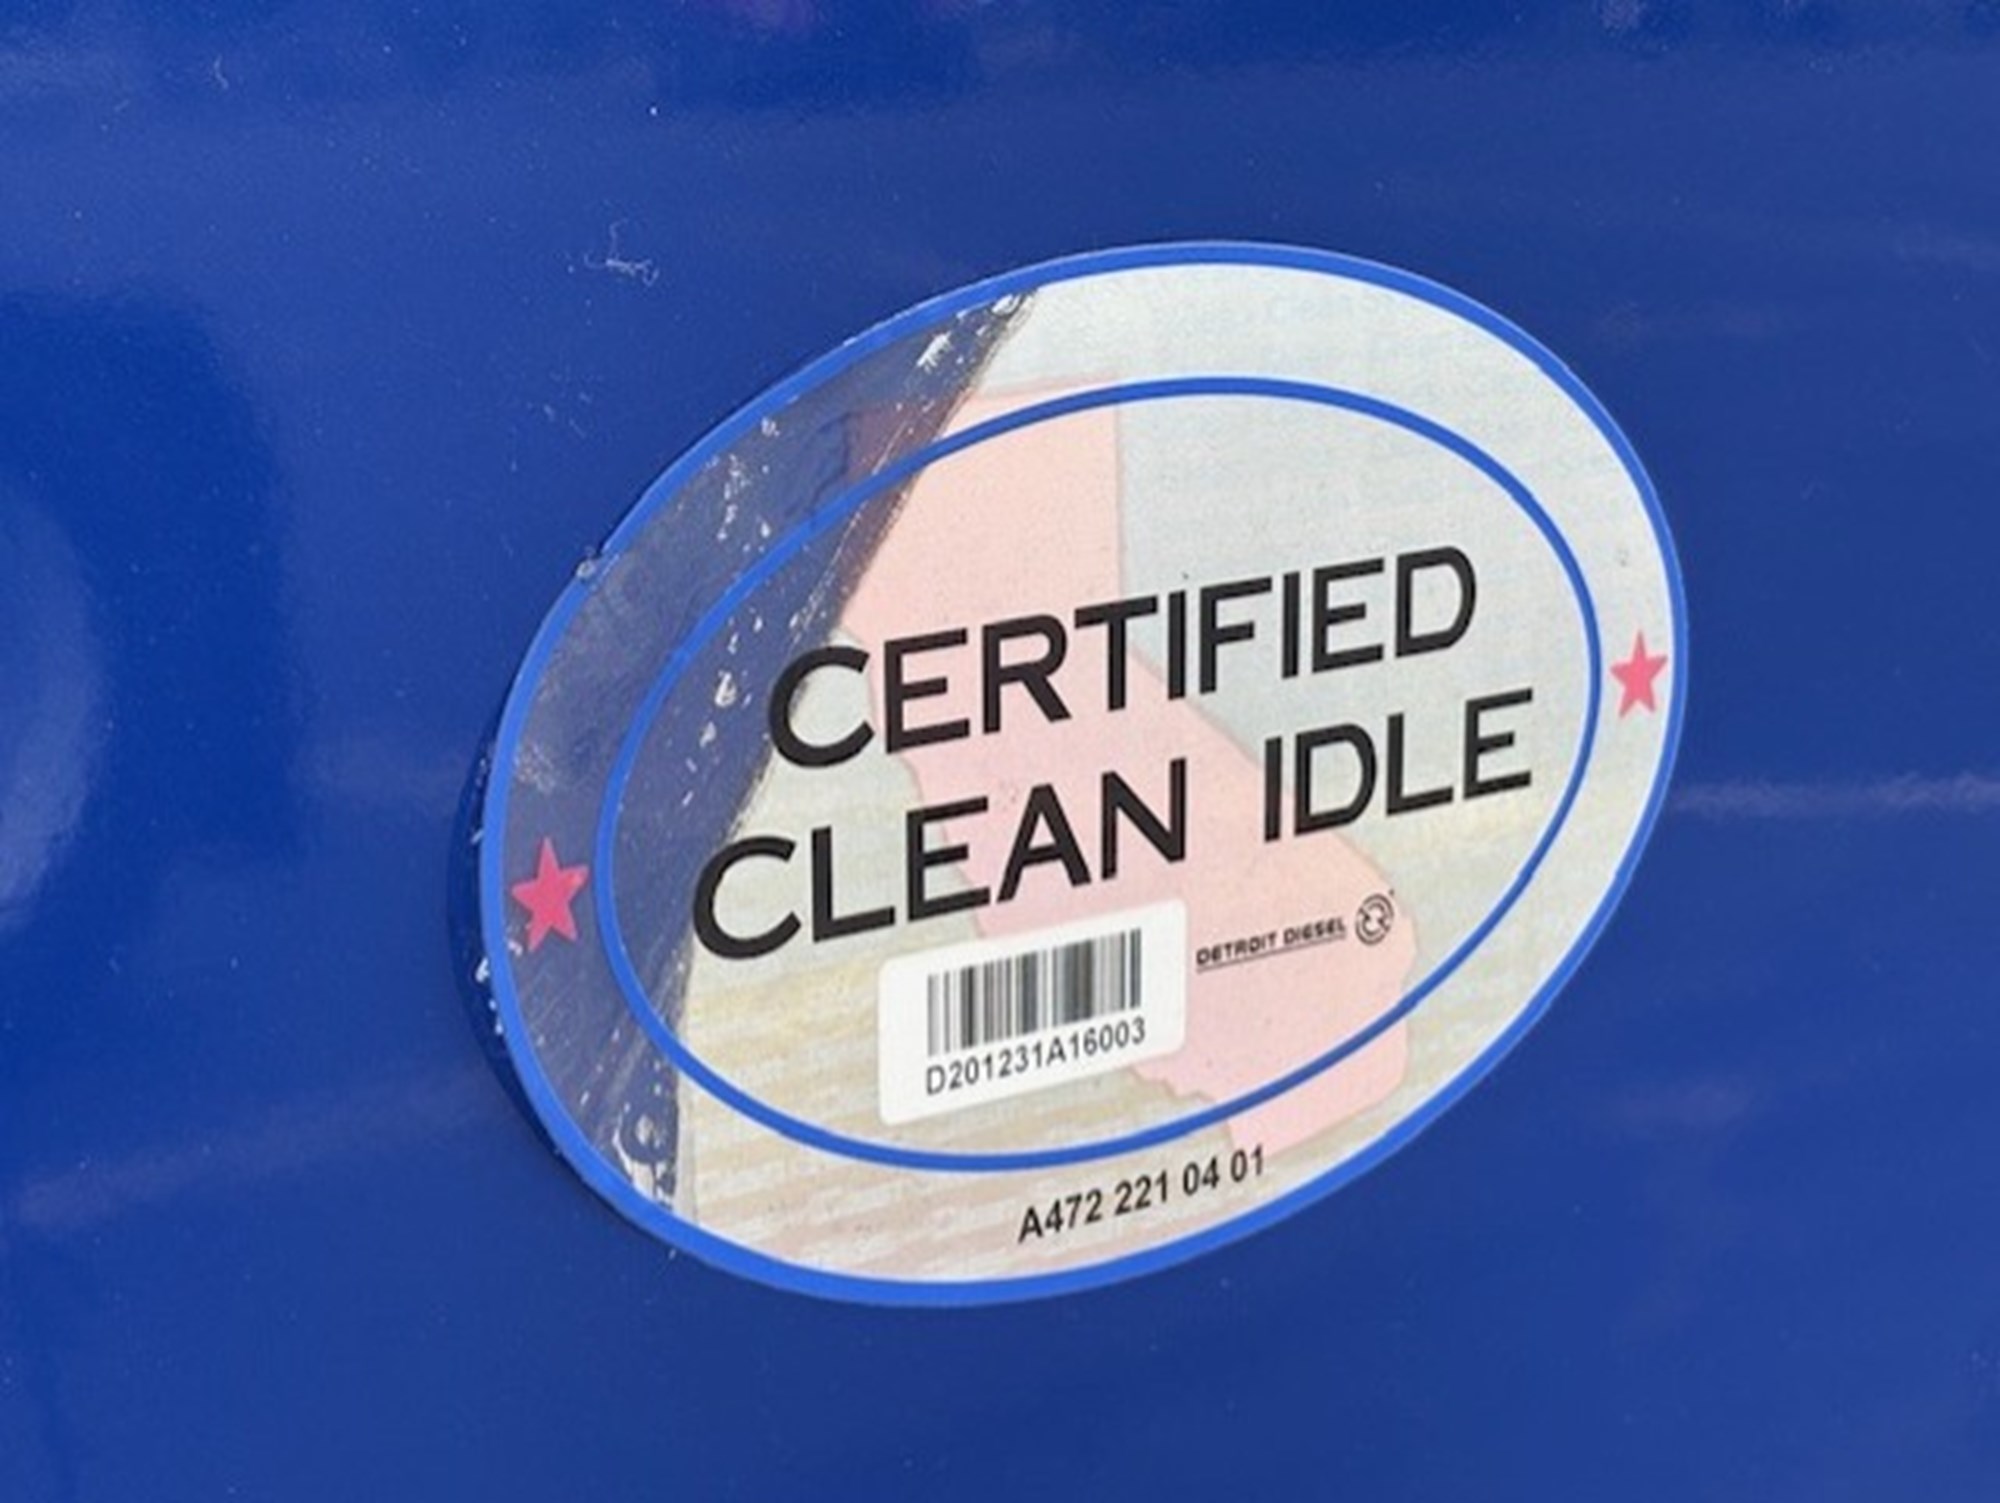 CERTIFIED
CLEAN IDLE
DETROIT DIESEL
D201231A16003
A472 221 04 01